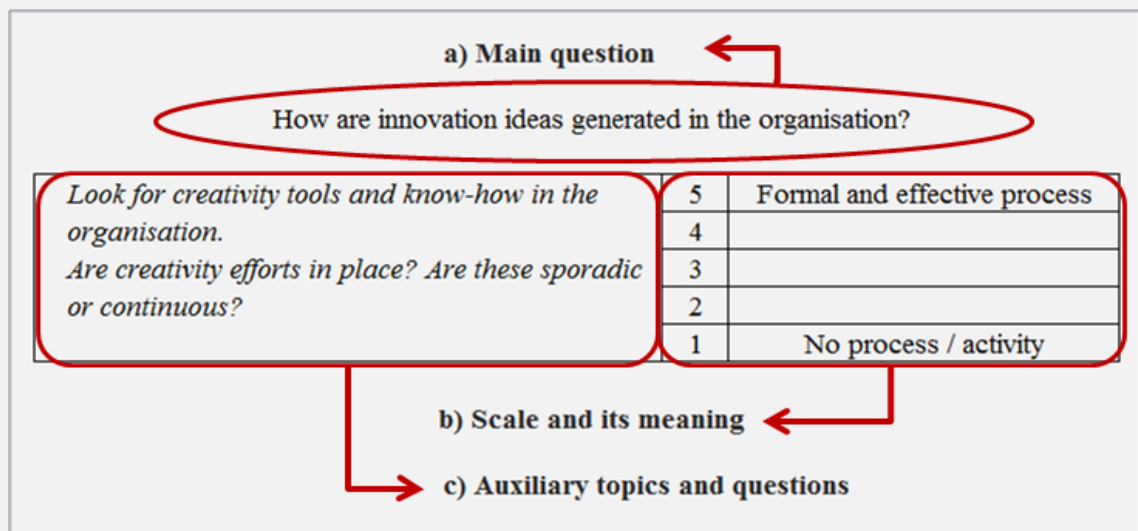 a) Main question
How are innovation ideas generated in the organisation?
Look for creativity tools and know-how in the
organisation.
Are creativity efforts in place? Are these sporadic
or continuous?
5 Formal and effective process
4
3
2
1 No process / activity
b) Scale and its meaning
c) Auxiliary topics and questions